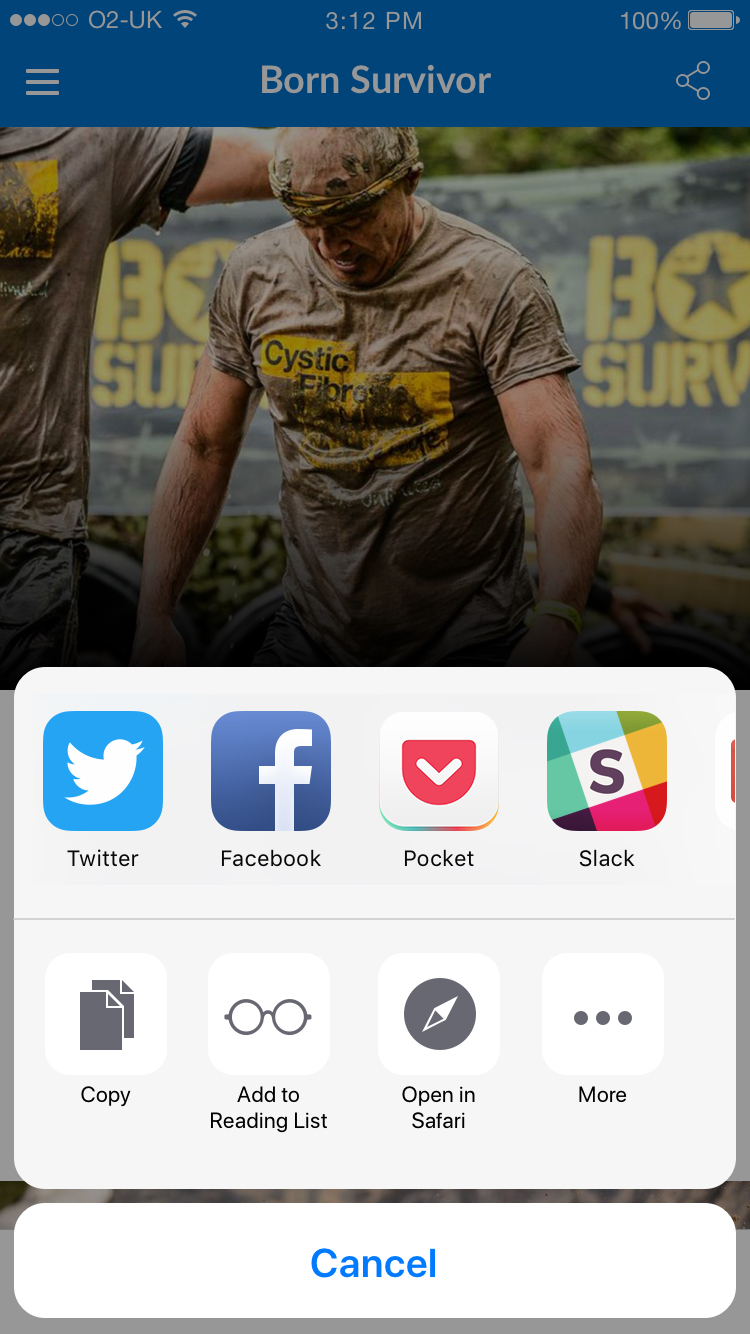 O2-UK
3:12 PM
100%
Born Survivor
BO
SUR
BO
SURV
Cystic
Fibrosis
Twitter
Facebook
Pocket
S
Slack
Copy
Add to
Reading List
Open in
Safari
More
Cancel